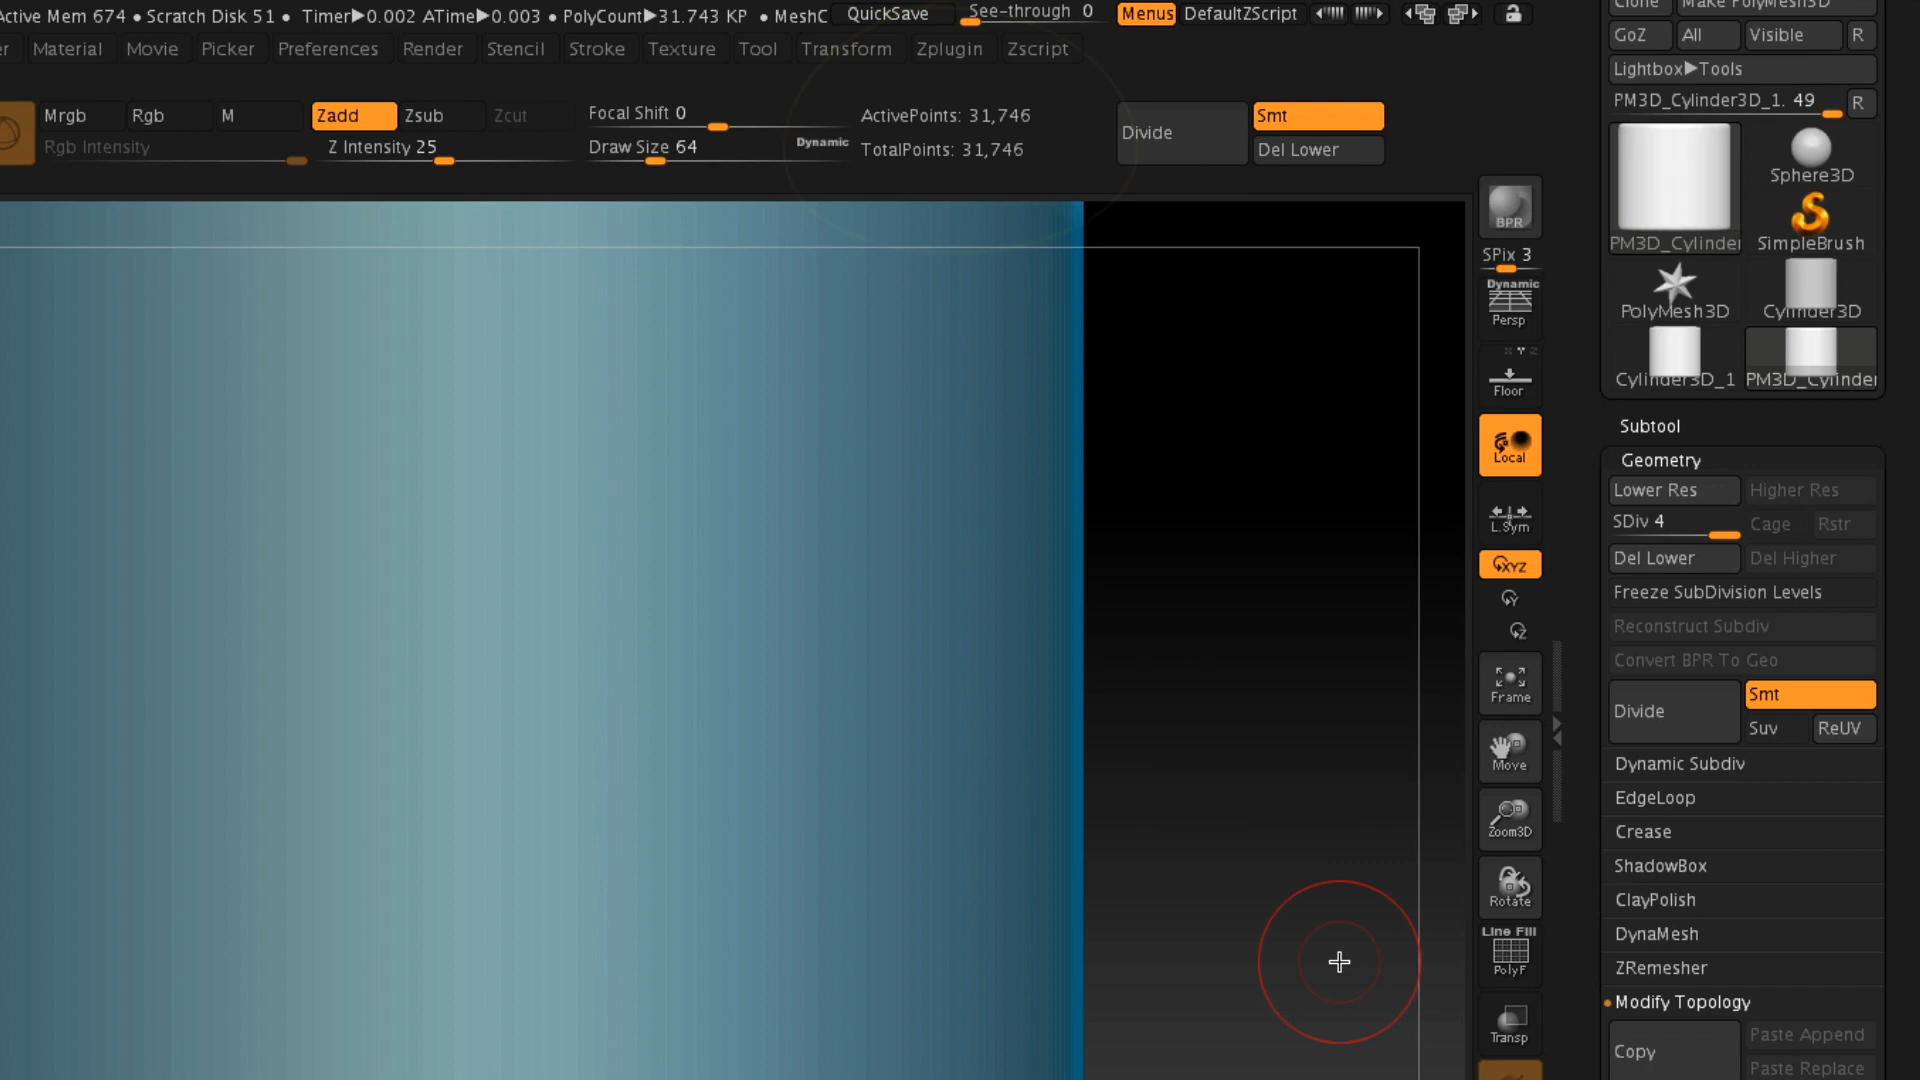 Active Mem 674 • Scratch Disk 51 • Timer▶0.002 ATime▶0.003 • PolyCount▶31.743 KP • MeshC
QuickSave
See-through 0
Menus
DefaultZScript
Material Movie Picker Preferences Render Stencil Stroke Texture Tool Transform Zplugin Zscript
Mrgb Rgb M
Zadd Zsub Zcut
Focal Shift 0
ActivePoints: 31,746
Rgb Intensity
Z Intensity 25
Draw Size 64
Dynamic
TotalPoints: 31,746
Divide
Smt
Del Lower
BPR
SPix 3
Dynamic
Persp
Floor
Local
L.Sym
XYZ
Y
Z
Frame
Move
Zoom3D
Rotate
Line Fill
PolyF
Transp
Clone Make PolyMesh3D
GoZ All Visible R
Lightbox▶Tools
PM3D_Cylinder3D_1. 49 R
PM3D_Cylinder
Sphere3D
SimpleBrush
PolyMesh3D
Cylinder3D
Cylinder3D_1
PM3D_Cylinder
Subtool
Geometry
Lower Res Higher Res
SDiv 4 Cage Rstr
Del Lower Del Higher
Freeze SubDivision Levels
Reconstruct Subdiv
Convert BPR To Geo
Divide
Smt
Suv ReUV
Dynamic Subdiv
EdgeLoop
Crease
ShadowBox
ClayPolish
DynaMesh
ZRemesher
Modify Topology
Copy
Paste Append
Paste Replace